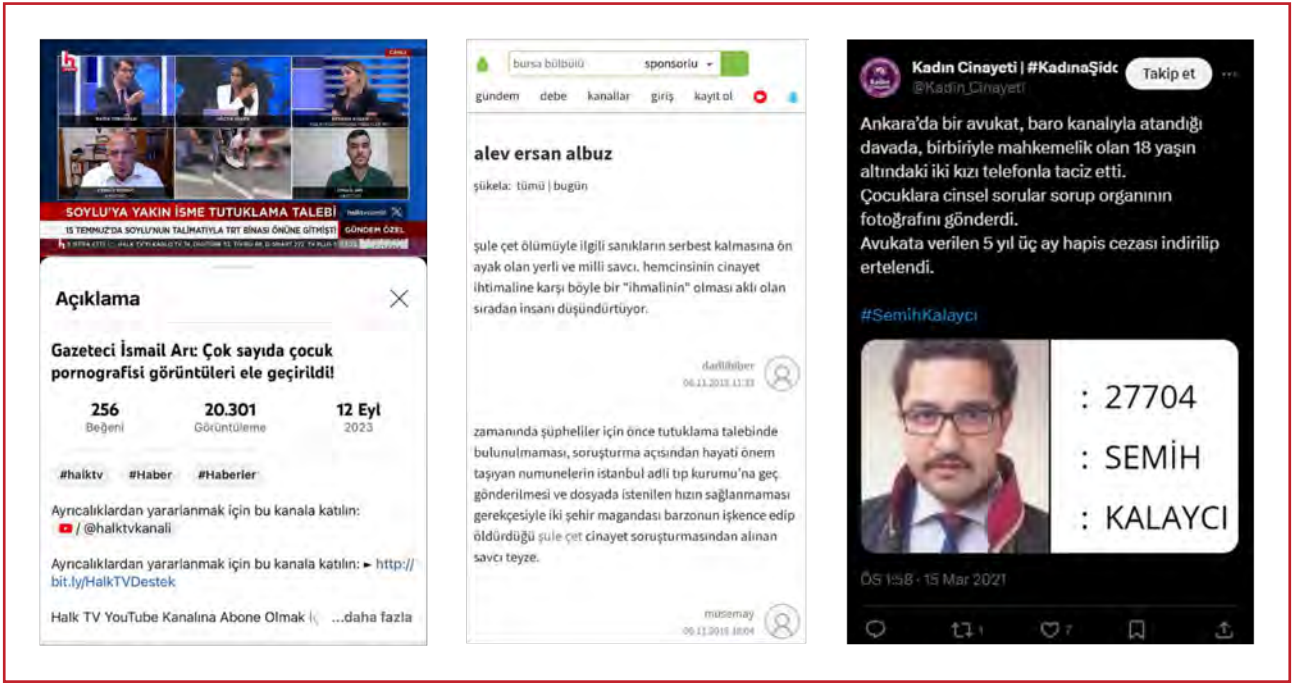 CANLI
SOYLU'YA YAKIN İSME TUTUKLAMA TALEBİ
15 TEMMUZ'DA SOYLU'NUN TALİMATIYLA TRT BİNASI ÖNÜNE GİTMİŞTİ GÜNDEM ÖZEL
Açıklama
Gazeteci İsmail Arı: Çok sayıda çocuk
pornografisi görüntüleri ele geçirildi!
256 20.301 12 Eyl
Beğeni Görüntüleme 2023
#halktv #Haber #Haberler
Ayrıcalıklardan yararlanmak için bu kanala katılın:
/ @halktvkanali
Ayrıcalıklardan yararlanmak için bu kanala katılın: ► http://
bit.ly/HalkTVDestek
Halk TV YouTube Kanalına Abone Olmak İç ...daha fazla
bursa bülbülü sponsorlu
gündem debe kanallar giriş kayıt ol
alev ersan albuz
şükela: tümü | bugün
şule çet ölümüyle ilgili sanıkların serbest kalmasına ön
ayak olan yerli ve milli savcı. hemcinsinin cinayet
ihtimaline karşı böyle bir "ihmalinin" olması aklı olan
sıradan insanı düşündürtüyor.
darlibiber
zamanında şüpheliler için önce tutuklama talebinde
bulunulmaması, soruşturma açısından hayati önem
taşıyan numunelerin istanbul adli tıp kurumu'na geç
gönderilmesi ve dosyada istenilen hızın sağlanmaması
gerekçesiyle iki şehir magandası barzonun işkence edip
öldürdüğü şule çet cinayet soruşturmasından alınan
savcı teyze.
müsemay
Kadın Cinayeti | #KadınaŞidd Takip et ...
@Kadin_Cinayeti
Ankara'da bir avukat, baro kanalıyla atandığı
davada, birbiriyle mahkemelik olan 18 yaşın
altındaki iki kızı telefonla taciz etti.
Çocuklara cinsel sorular sorup organının
fotoğrafını gönderdi.
Avukata verilen 5 yıl üç ay hapis cezası indirilip
ertelendi.
#SemihKalaycı
: 27704
: SEMİH
: KALAYCI
ÖS 1:58 · 15 Mar 2021
1 7